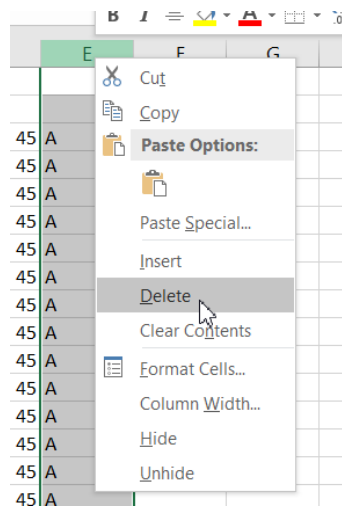 B I A
E F G
Cut
Copy
Paste Options:
45 A
45 A
45 A
45 A
Paste Special...
45 A
Insert
45 A
Delete
45 A
Clear Contents
45 A
45 A
Format Cells...
45 A
Column Width...
45 A
Hide
45 A
Unhide
45 A
45 A